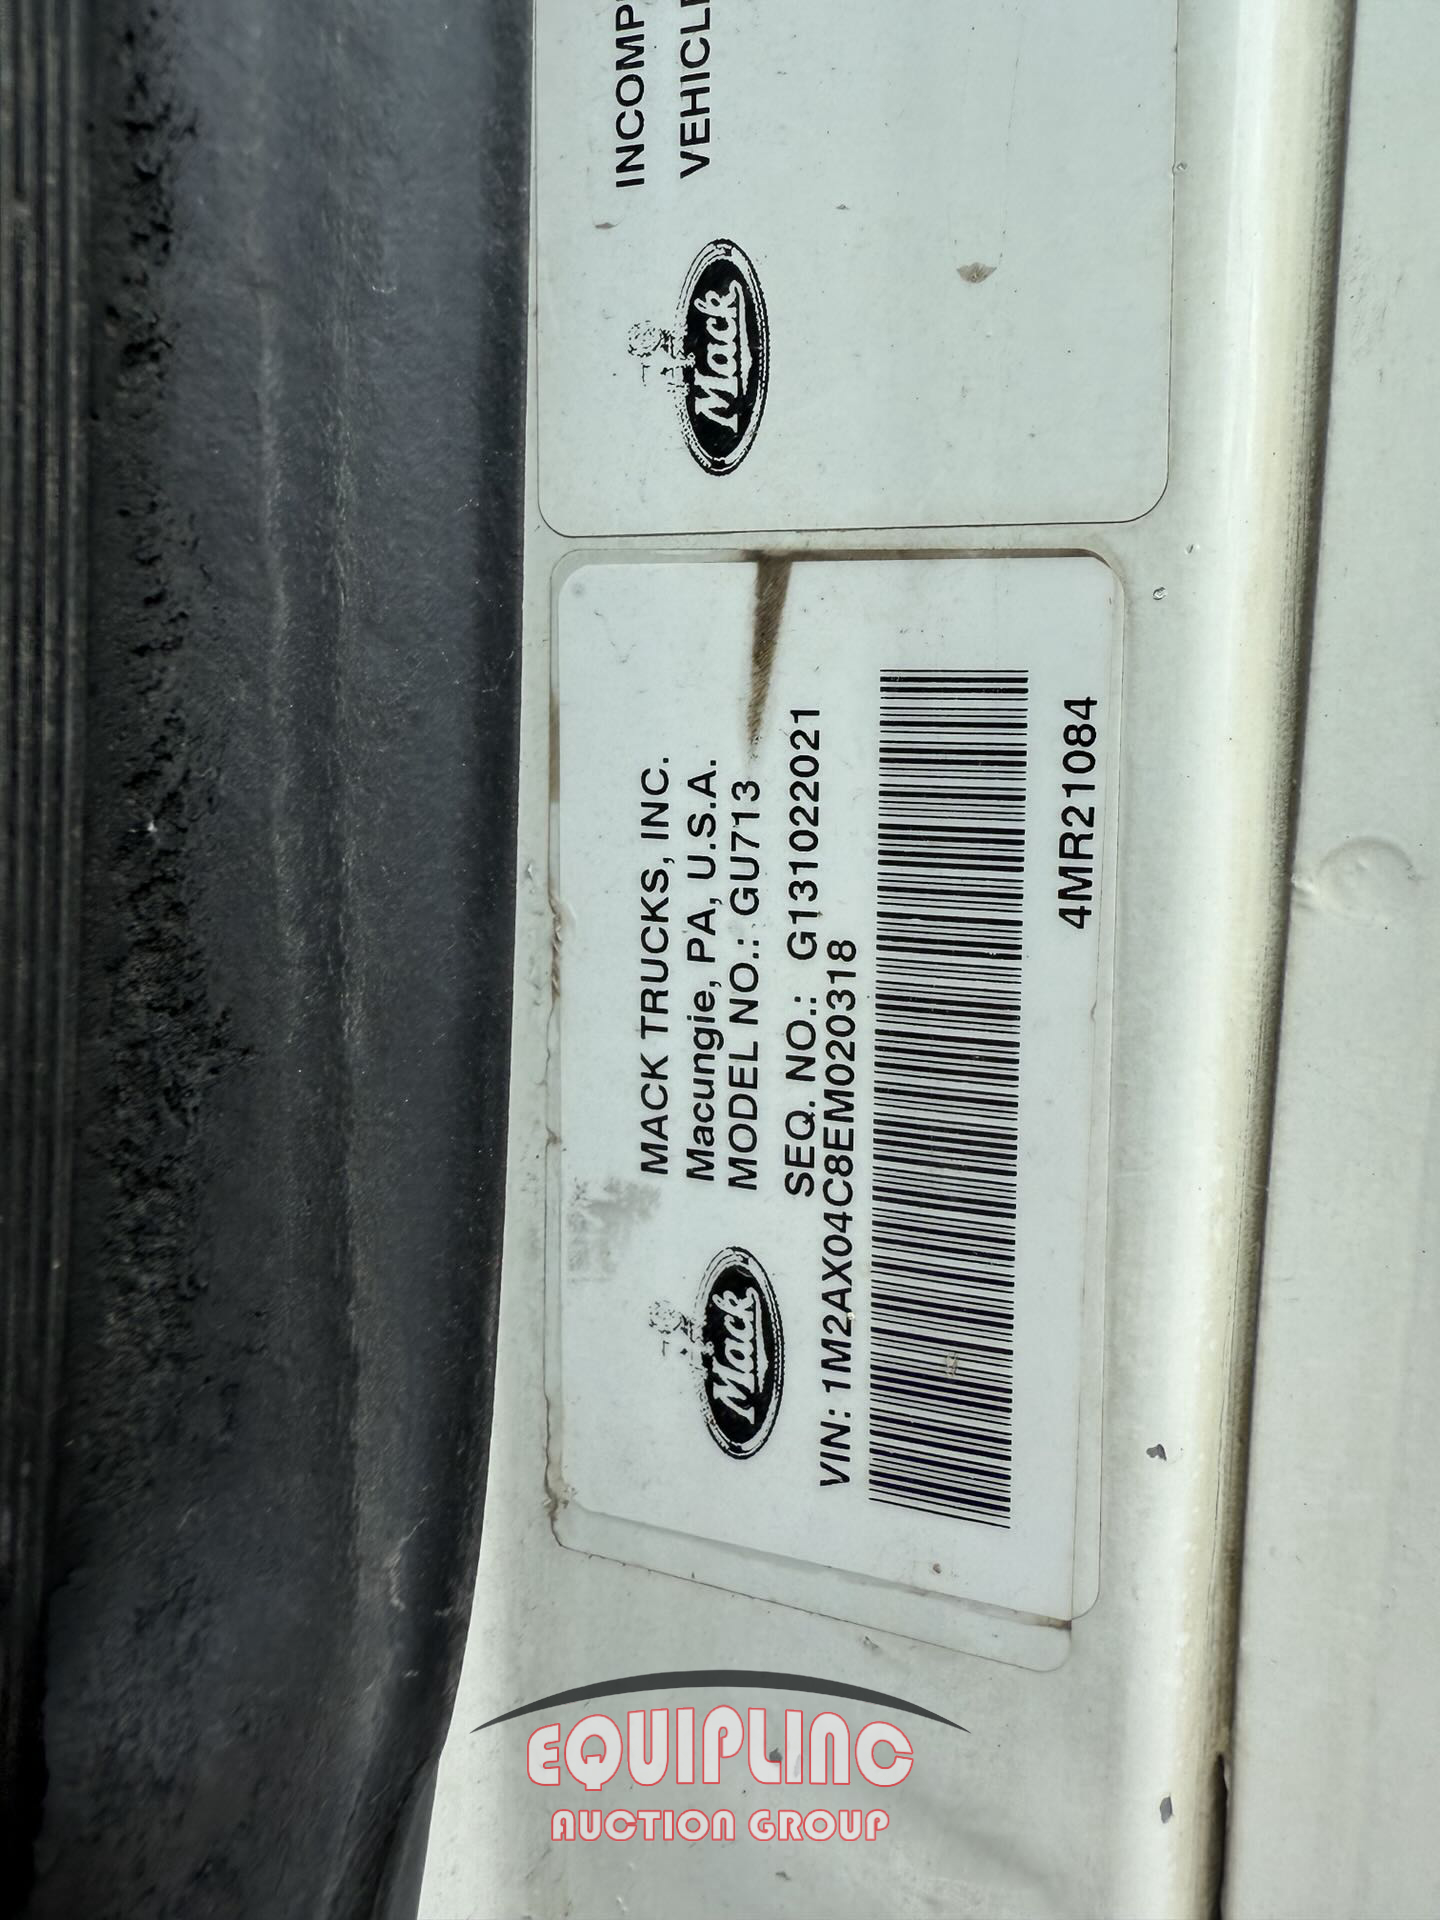 INCOMP
VEHICL
Mack
MACK TRUCKS, INC.
Macungie, PA, U.S.A.
MODEL NO.: GU713
SEQ. NO.: G131022021
Mack
VIN: 1M2AX04C8EM020318
4MR21084
EQUIPLINC
AUCTION GROUP